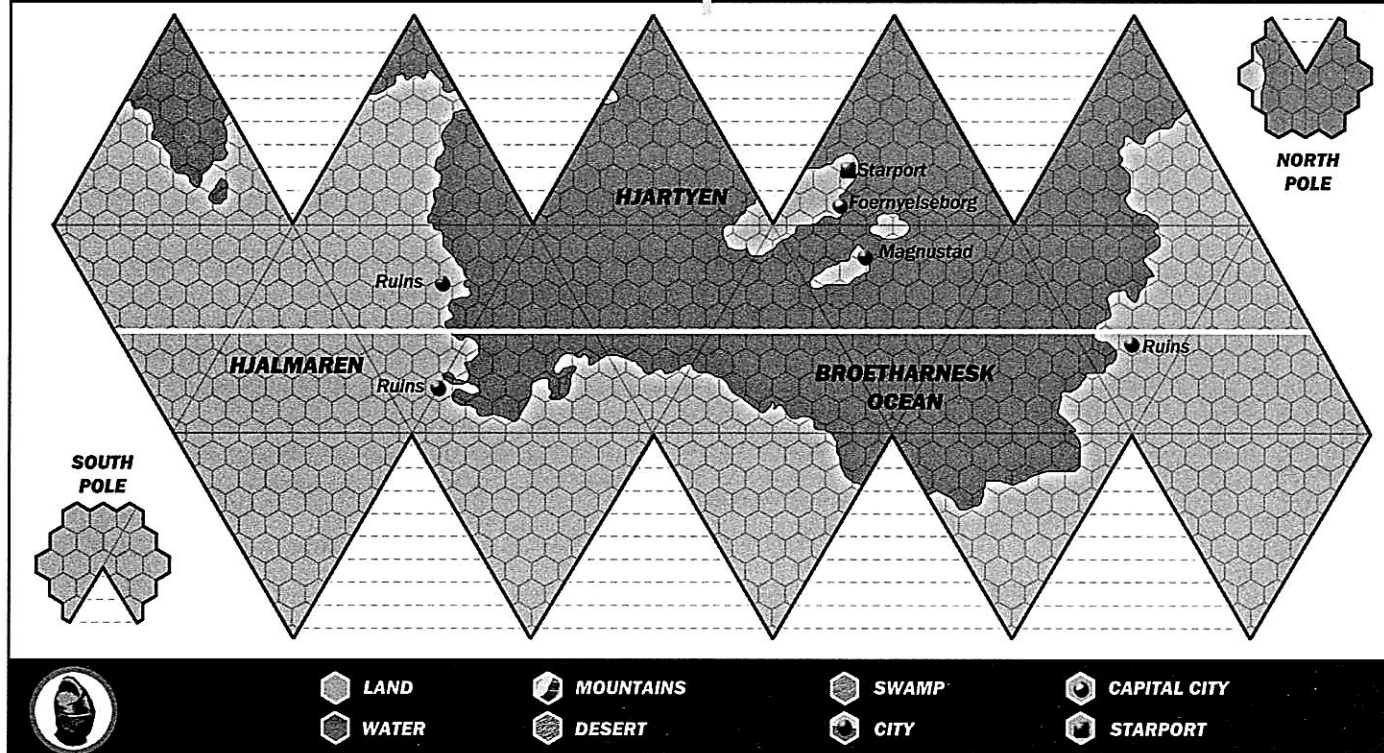 NORTH
POLE
Starport
HJARTYEN
Foernyelseborg
Magnustad
Ruins
Ruins
HJALMAREN
BROETHARNESK
OCEAN
Ruins
SOUTH
POLE
LAND
MOUNTAINS
SWAMP
CAPITAL CITY
WATER
DESERT
CITY
STARPORT